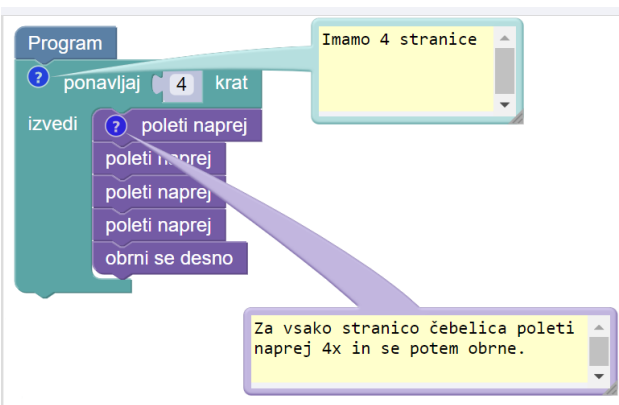 Program
Imamo 4 stranice
? ponavljaj 4 krat
izvedi ? poleti naprej
poleti naprej
poleti naprej
poleti naprej
obrni se desno
Za vsako stranico čebelica poleti
naprej 4x in se potem obrne.